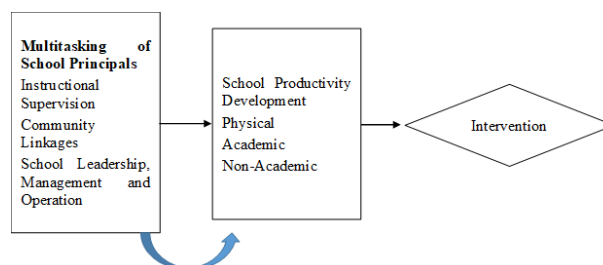 Multitasking of
School Principals
Instructional
Supervision
Community
Linkages
School Leadership,
Management and
Operation
School Productivity
Development
Physical
Academic
Non-Academic
Intervention